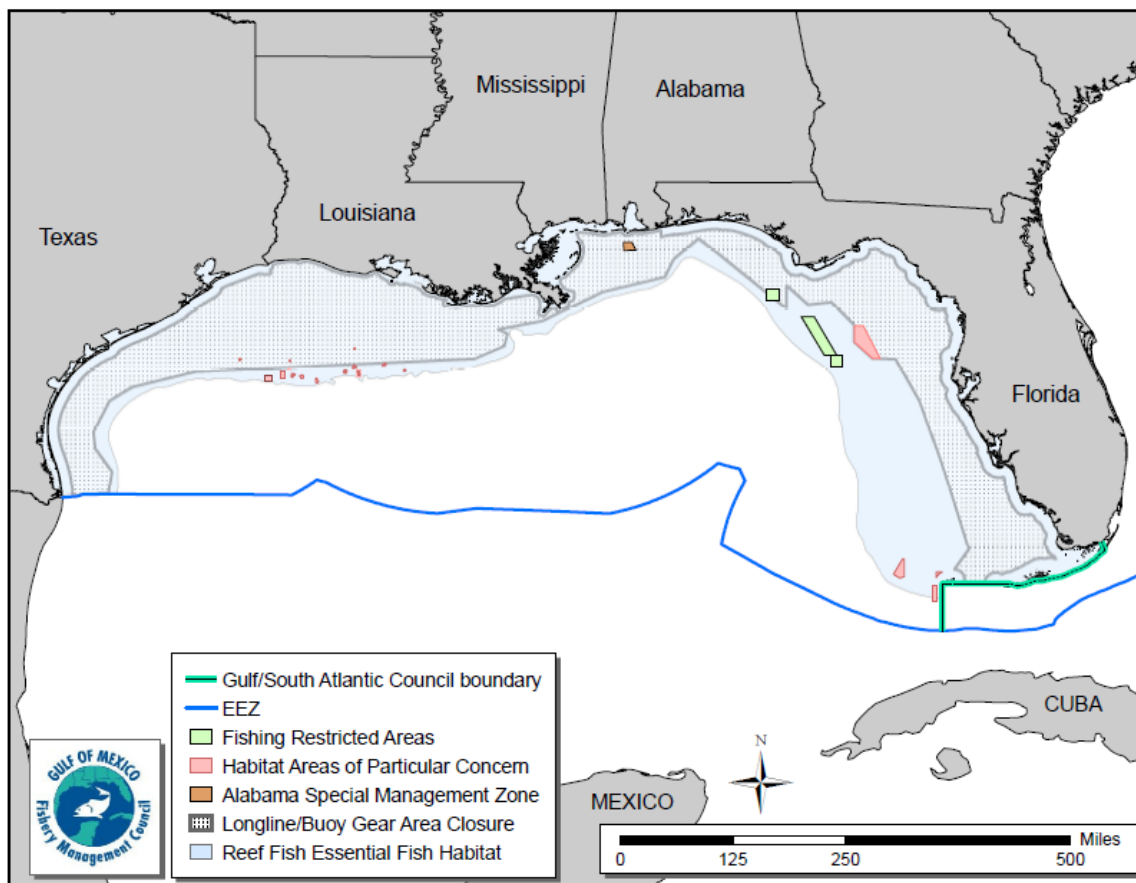 Mississippi
Alabama
Louisiana
Texas
Florida
Gulf/South Atlantic Council boundary
EEZ
Fishing Restricted Areas
Habitat Areas of Particular Concern
Alabama Special Management Zone
Longline/Buoy Gear Area Closure
Reef Fish Essential Fish Habitat
GULF OF MEXICO
Fishery Management Council
N
MEXICO
CUBA
Miles
0 125 250 500